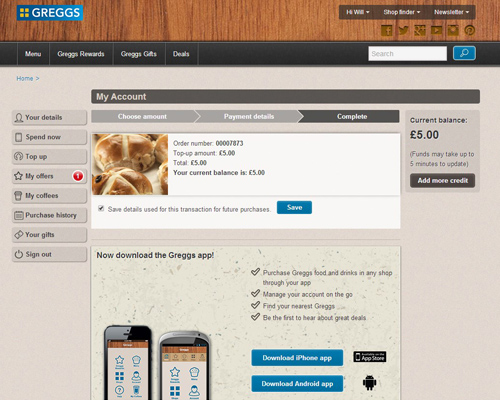 GREGGS
Hi Will
Shop finder
Newsletter
Menu
Greggs Rewards
Greggs Gifts
Deals
Search
Home >
My Account
Your details
Spend now
Top up
My offers 1
My coffees
Purchase history
Your gifts
Sign out
Choose amount
Payment details
Complete
Order number: 00007873
Top-up amount: £5.00
Total: £5.00
Your current balance is: £5.00
Save details used for this transaction for future purchases.
Save
Current balance:
£5.00
(Funds may take up to
5 minutes to update)
Add more credit
Now download the Greggs app!
Purchase Greggs food and drinks in any shop
through your app
Manage your account on the go
Find your nearest Greggs
Be the first to hear about great deals
Download iPhone app
App Store
Download Android app
GREGGS
GREGGS